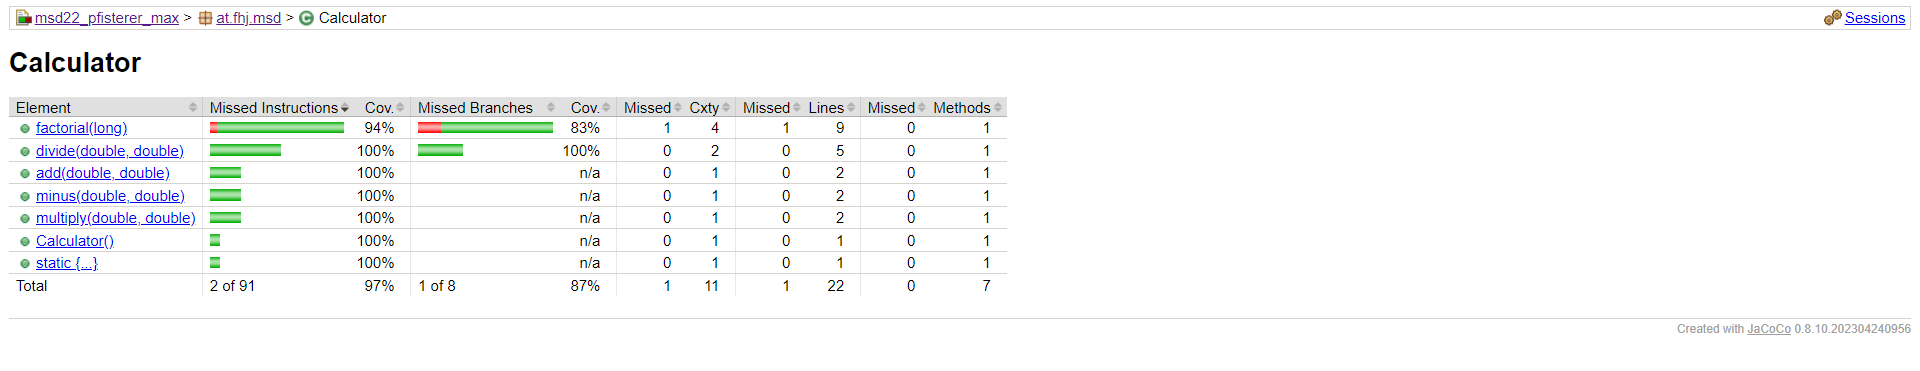 msd22_pfisterer_max > at.fhj.msd > Calculator Sessions
Calculator
Element Missed Instructions Cov. Missed Branches Cov. Missed Cxty Missed Lines Missed Methods
factorial(long) 94% 83% 1 4 1 9 0 1
divide(double, double) 100% 100% 0 2 0 5 0 1
add(double, double) 100% n/a 0 1 0 2 0 1
minus(double, double) 100% n/a 0 1 0 2 0 1
multiply(double, double) 100% n/a 0 1 0 2 0 1
Calculator() 100% n/a 0 1 0 1 0 1
static {...} 100% n/a 0 1 0 1 0 1
Total 2 of 91 97% 1 of 8 87% 1 11 1 22 0 7
Created with JaCoCo 0.8.10.202304240956